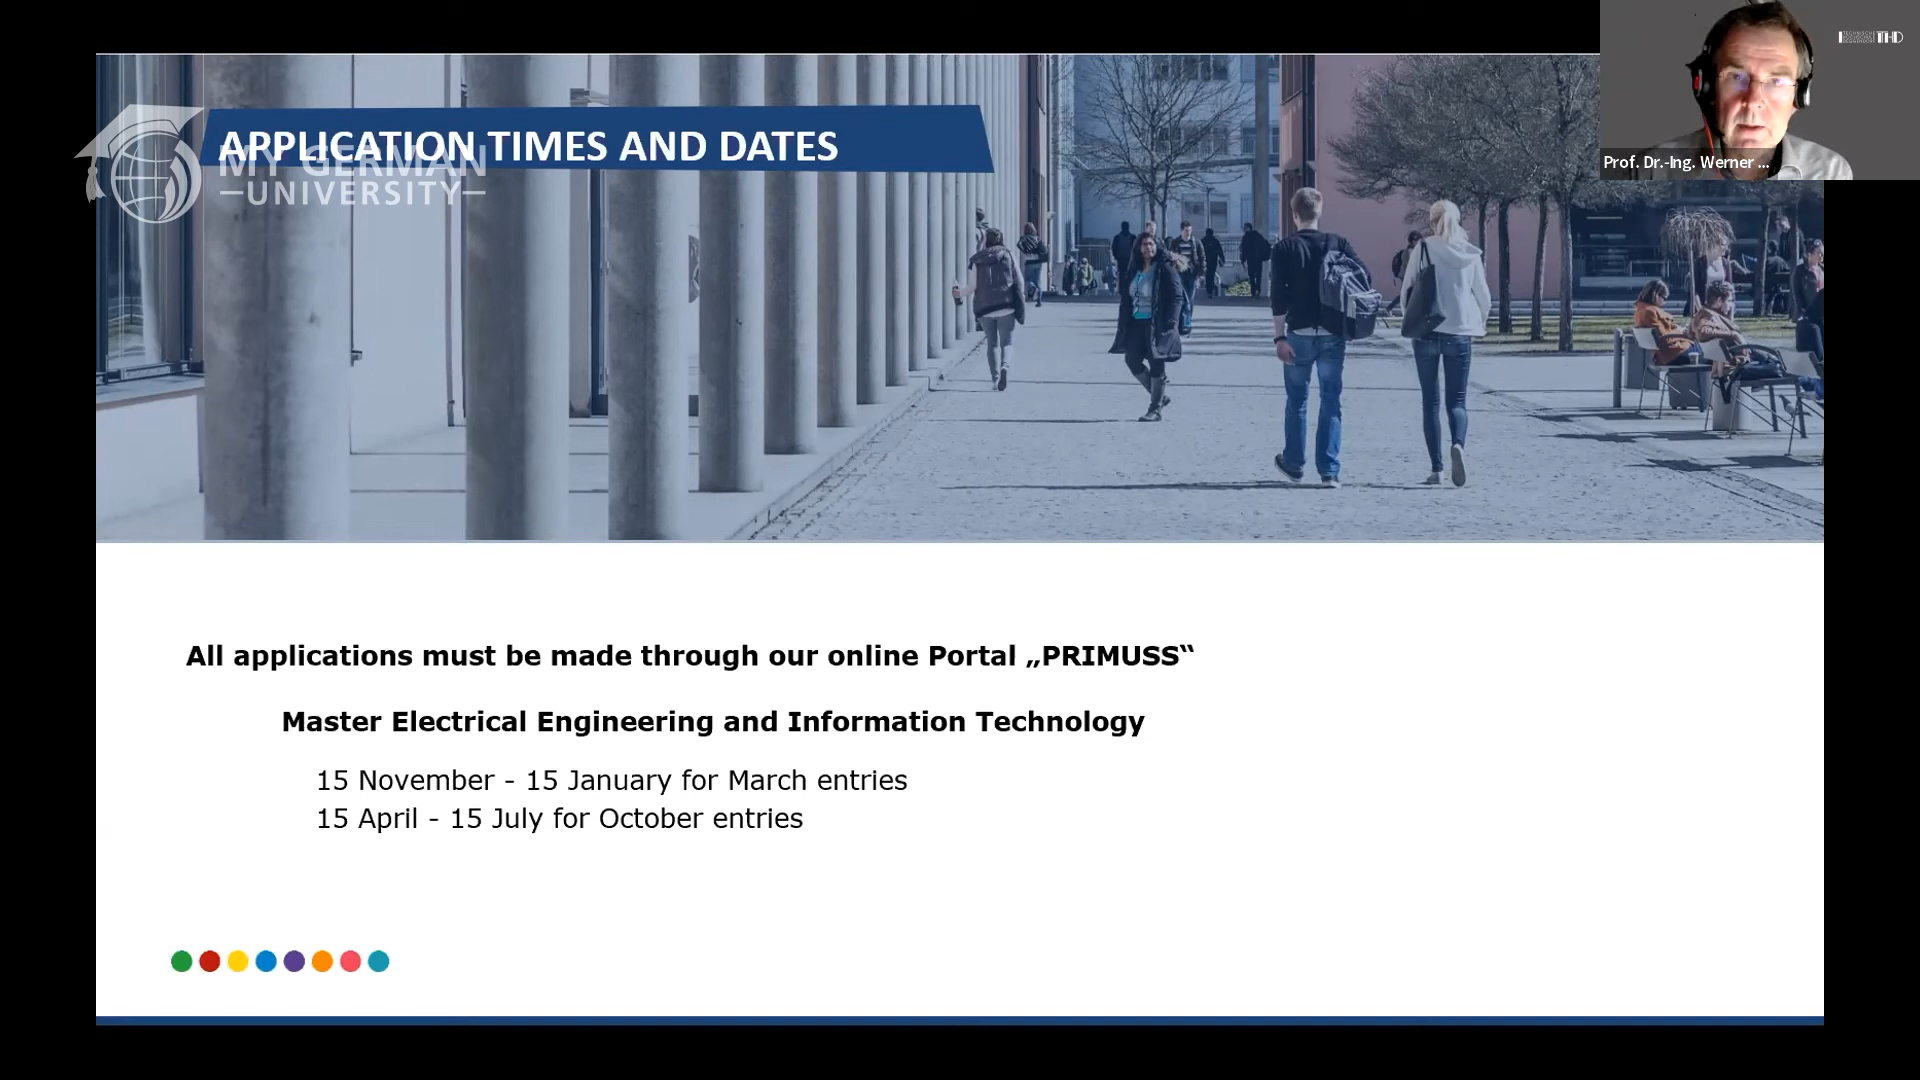 APPLICATION TIMES AND DATES
MY GERMAN
UNIVERSITY
THD
Prof. Dr.-Ing. Werner ...
All applications must be made through our online Portal „PRIMUSS“
Master Electrical Engineering and Information Technology
15 November - 15 January for March entries
15 April - 15 July for October entries